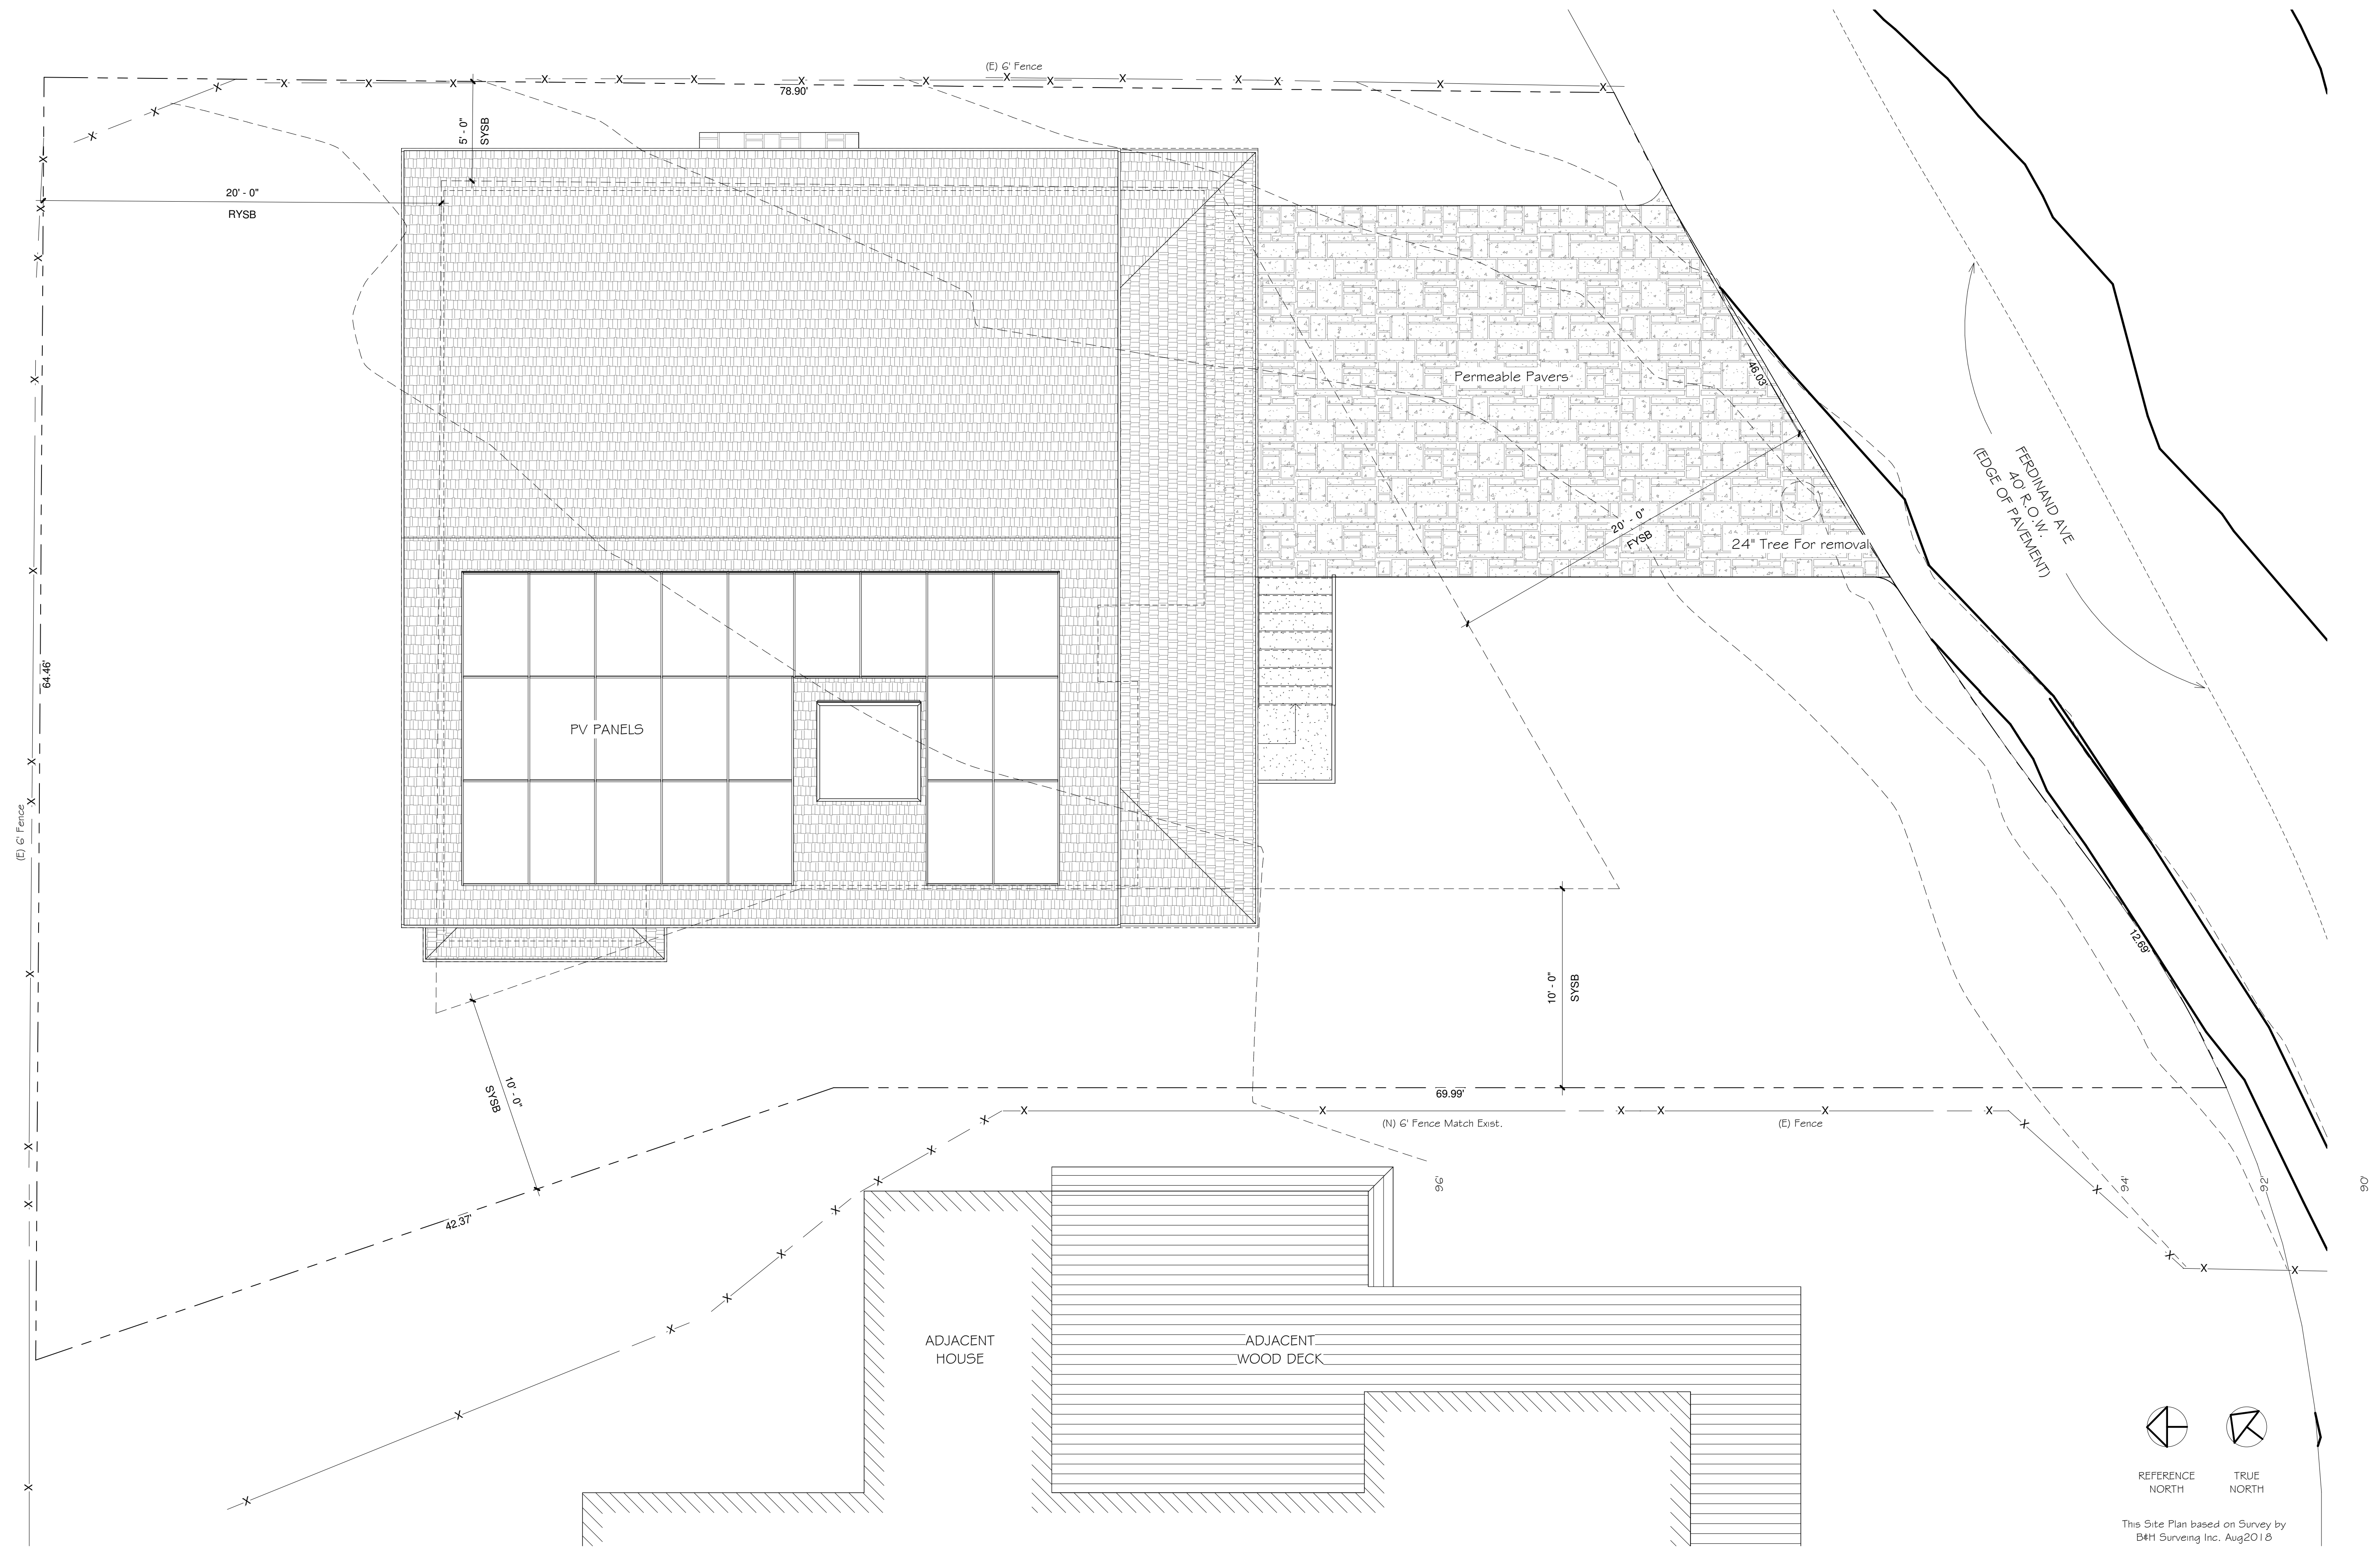 (E) 6' Fence
78.90'
5' - 0"
SYSB
20' - 0"
RYSB
Permeable Pavers
46.03'
FERDINAND AVE
40' R.O.W.
(EDGE OF PAVEMENT)
20' - 0"
FYSB
24" Tree For removal
64.46'
PV PANELS
(E) 6' Fence
12.69'
10' - 0"
SYSB
10' - 0"
SYSB
69.99'
(N) 6' Fence Match Exist.
(E) Fence
96'
94'
92'
90'
42.37'
ADJACENT
HOUSE
ADJACENT
WOOD DECK
REFERENCE
NORTH
TRUE
NORTH
This Site Plan based on Survey by
B&H Surveing Inc. Aug2018